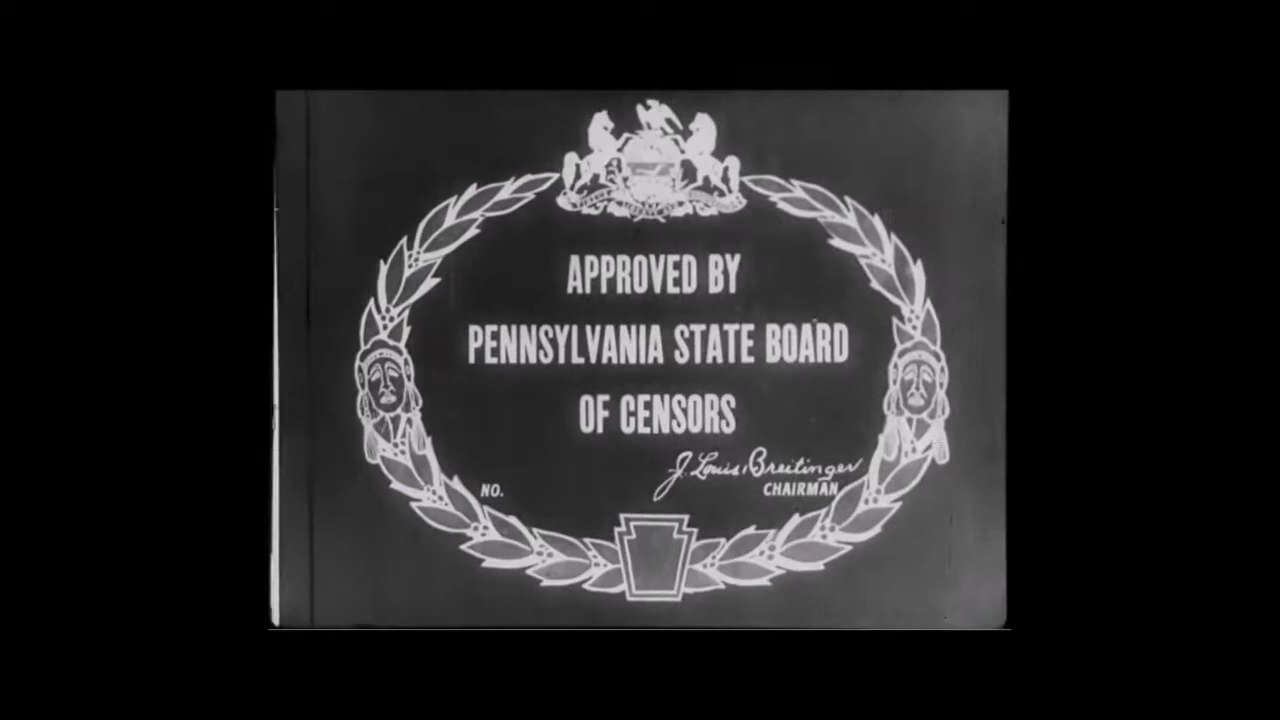 APPROVED BY
PENNSYLVANIA STATE BOARD
OF CENSORS
J. Louis Breitinger
NO.
CHAIRMAN